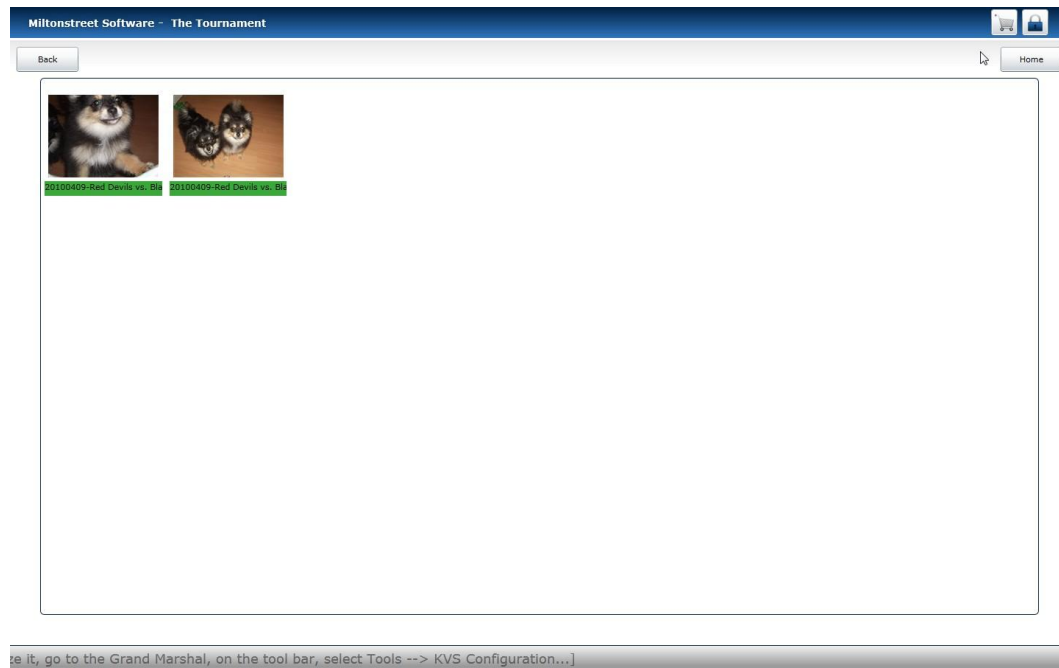 Miltonstreet Software - The Tournament
Back
Home
20100409-Red Devils vs. Bla
20100409-Red Devils vs. Bla
ze it, go to the Grand Marshal, on the tool bar, select Tools --> KVS Configuration...]